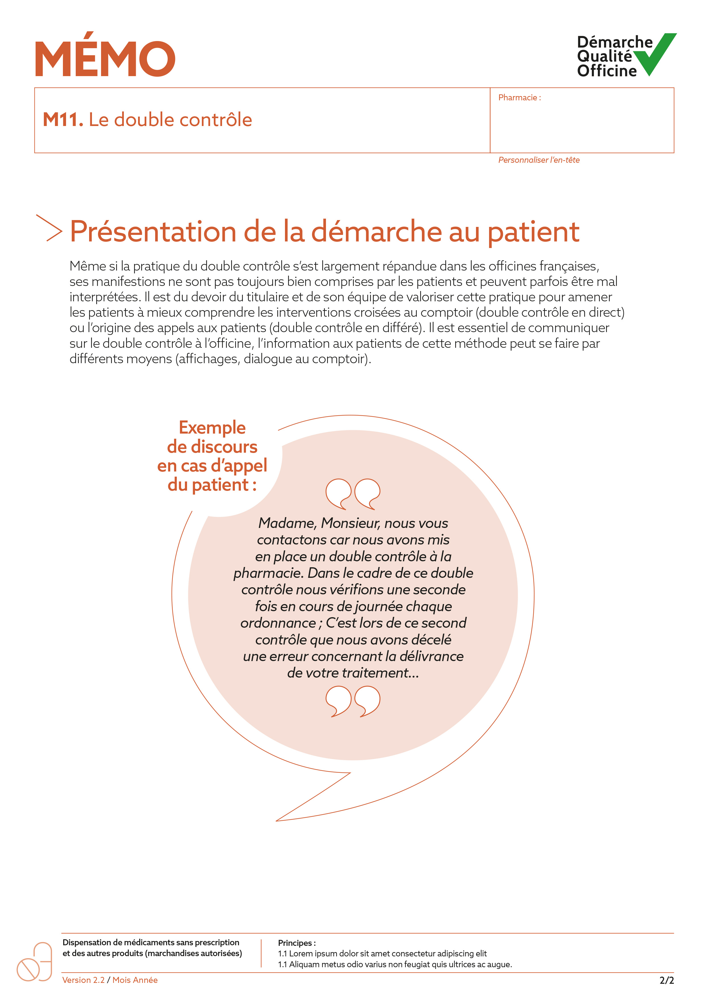 MÉMO
Démarche
Qualité
Officine
M11. Le double contrôle
Pharmacie :
Personnaliser l’en-tête
Présentation de la démarche au patient
Même si la pratique du double contrôle s’est largement répandue dans les officines françaises,
ses manifestions ne sont pas toujours bien comprises par les patients et peuvent parfois être mal
interprétées. Il est du devoir du titulaire et de son équipe de valoriser cette pratique pour amener
les patients à mieux comprendre les interventions croisées au comptoir (double contrôle en direct)
ou l’origine des appels aux patients (double contrôle en différé). Il est essentiel de communiquer
sur le double contrôle à l’officine, l’information aux patients de cette méthode peut se faire par
différents moyens (affichages, dialogue au comptoir).
Exemple
de discours
en cas d’appel
du patient :
Madame, Monsieur, nous vous
contactons car nous avons mis
en place un double contrôle à la
pharmacie. Dans le cadre de ce double
contrôle nous vérifions une seconde
fois en cours de journée chaque
ordonnance ; C’est lors de ce second
contrôle que nous avons décelé
une erreur concernant la délivrance
de votre traitement...
Dispensation de médicaments sans prescription
et des autres produits (marchandises autorisées)
Principes :
1.1 Lorem ipsum dolor sit amet consectetur adipiscing elit
1.1 Aliquam metus odio varius non feugiat quis ultrices ac augue.
Version 2.2 / Mois Année
2/2